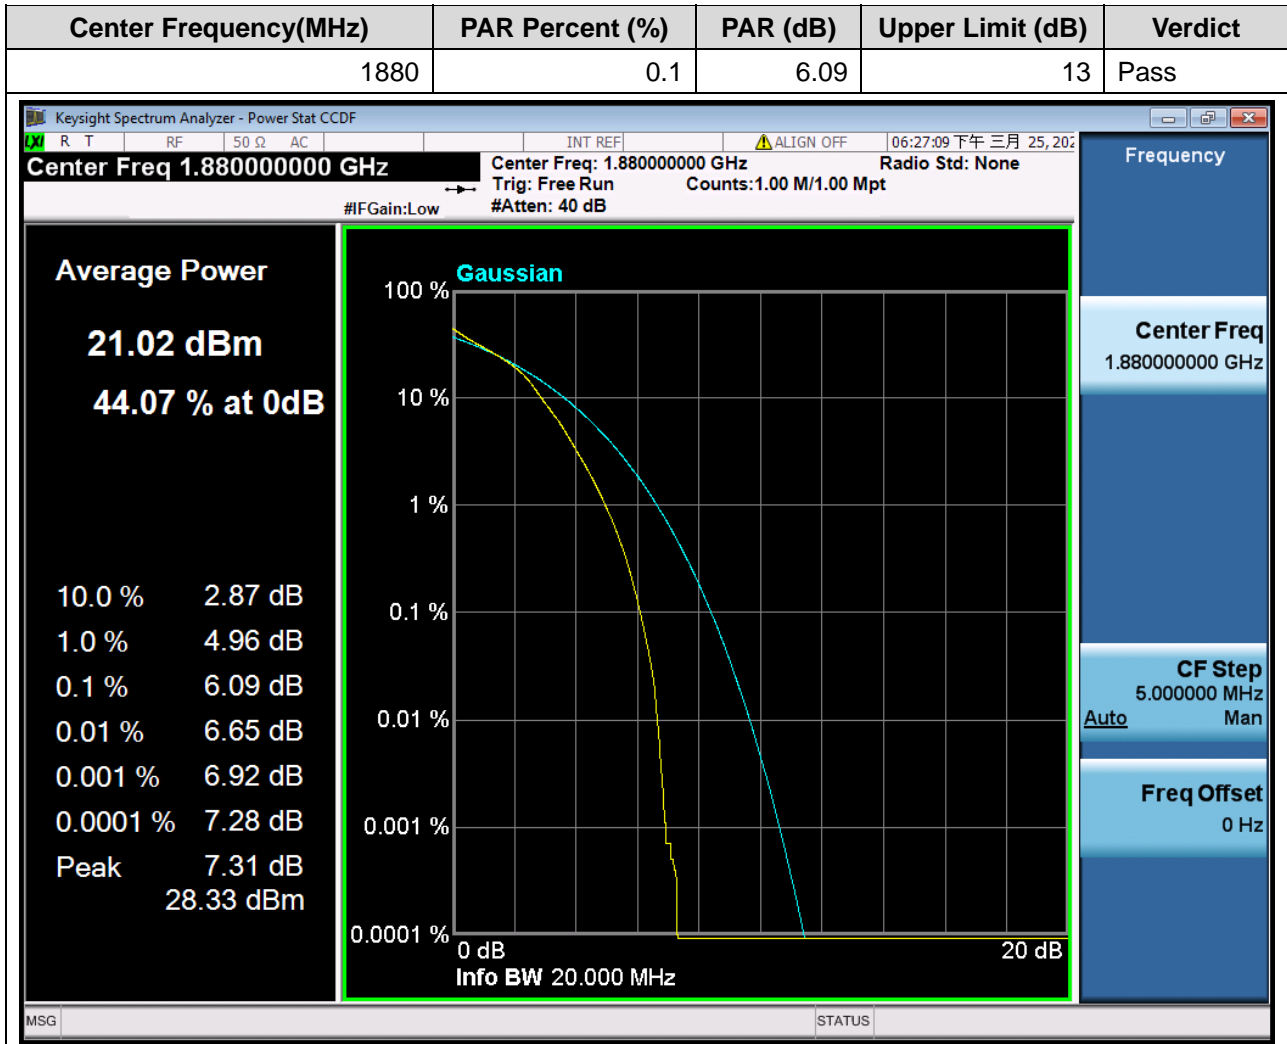 Center Frequency(MHz) PAR Percent (%) PAR (dB) Upper Limit (dB) Verdict
1880 0.1 6.09 13 Pass
Keysight Spectrum Analyzer - Power Stat CCDF
LXI R T RF 50 Ω AC INT REF ALIGN OFF 06:27:09 下午 三月 25, 202
Center Freq 1.880000000 GHz
Center Freq: 1.880000000 GHz Radio Std: None
Trig: Free Run Counts:1.00 M/1.00 Mpt
#IFGain:Low #Atten: 40 dB
Average Power
21.02 dBm
44.07 % at 0dB
10.0 % 2.87 dB
1.0 % 4.96 dB
0.1 % 6.09 dB
0.01 % 6.65 dB
0.001 % 6.92 dB
0.0001 % 7.28 dB
Peak 7.31 dB
28.33 dBm
Gaussian
100 %
10 %
1 %
0.1 %
0.01 %
0.001 %
0.0001 %
0 dB 20 dB
Info BW 20.000 MHz
Frequency
Center Freq
1.880000000 GHz
CF Step
5.000000 MHz
Auto Man
Freq Offset
0 Hz
MSG STATUS